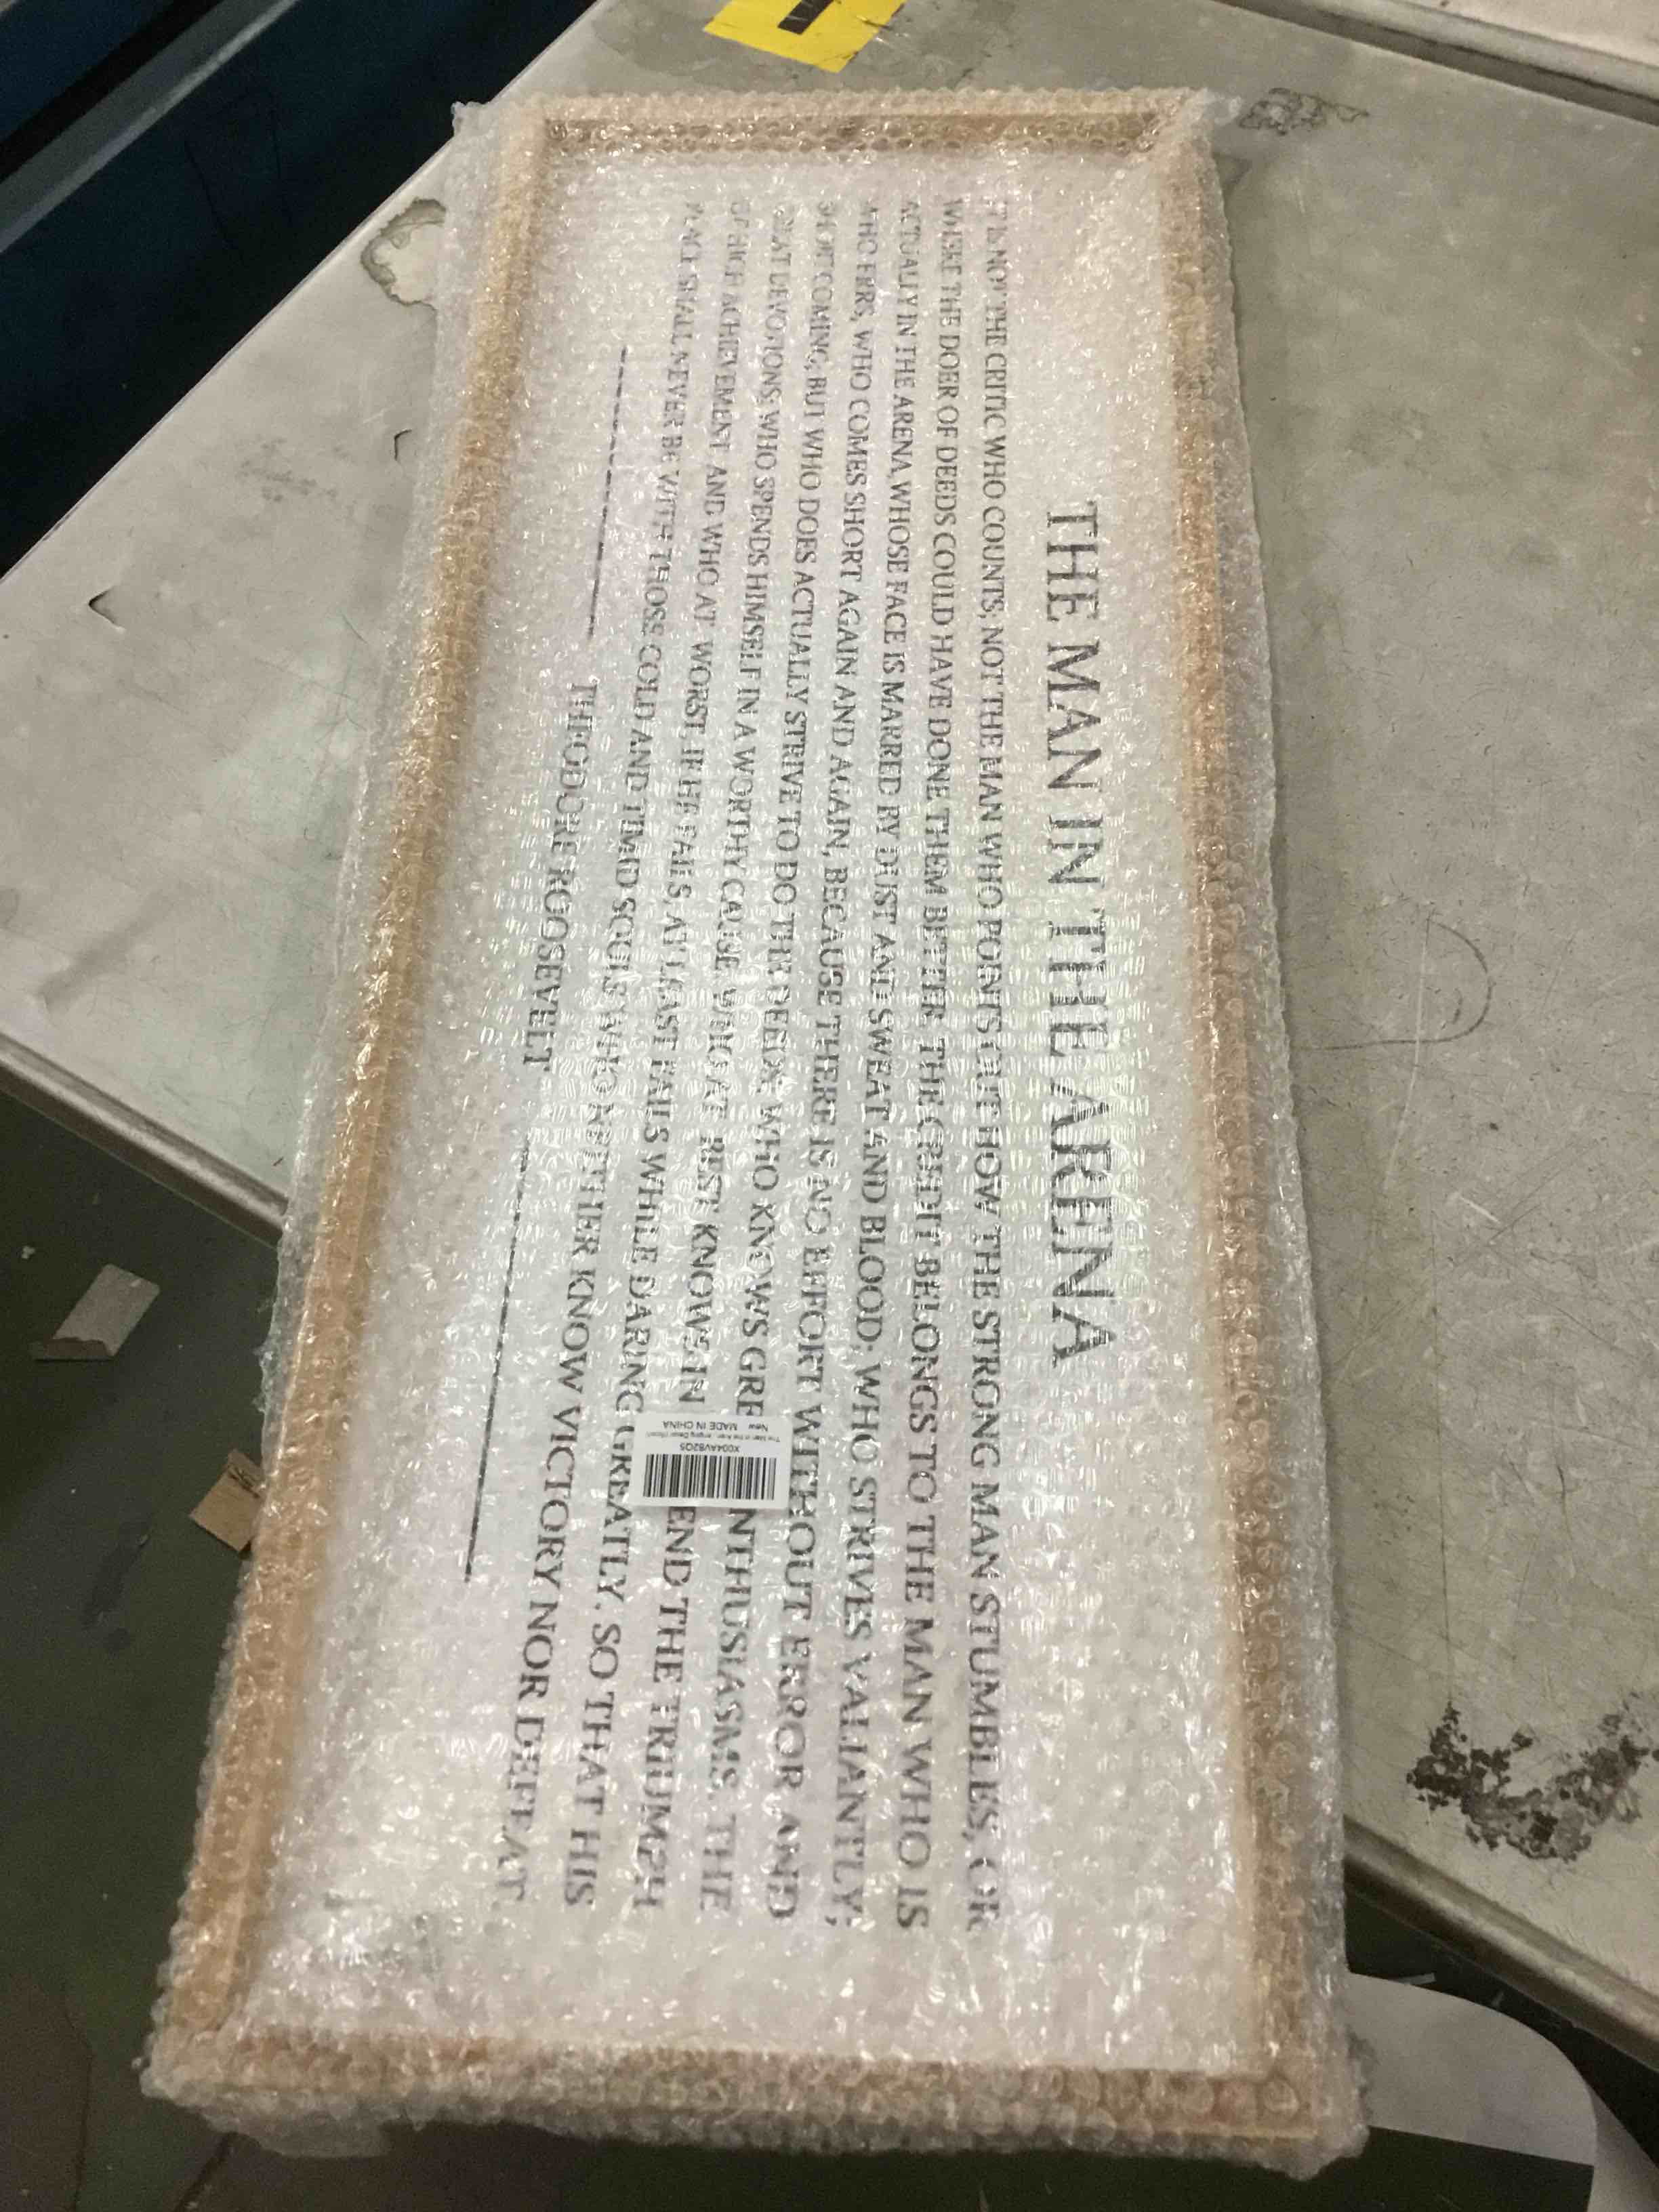 THE MAN IN THE ARENA
IT IS NOT THE CRITIC WHO COUNTS; NOT THE MAN WHO POINTS OUT HOW THE STRONG MAN STUMBLES, OR
WHERE THE DOER OF DEEDS COULD HAVE DONE THEM BETTER. THE CREDIT BELONGS TO THE MAN WHO IS
ACTUALLY IN THE ARENA, WHOSE FACE IS MARRED BY DUST AND SWEAT AND BLOOD; WHO STRIVES VALIANTLY;
WHO ERRS, WHO COMES SHORT AGAIN AND AGAIN, BECAUSE THERE IS NO EFFORT WITHOUT ERROR AND
SHORT COMING; BUT WHO DOES ACTUALLY STRIVE TO DO THE DEEDS; WHO KNOWS GRE NTHUSIASMS, THE
GREAT DEVOTIONS; WHO SPENDS HIMSELF IN A WORTHY CAUSE; WHO AT BEST KNOWS IN END THE TRIUMPH
OF HIGH ACHIEVEMENT AND WHO AT WORST, IF HE FAILS, AT LEAST FAILS WHILE DARING GREATLY, SO THAT HIS
PLACE SHALL NEVER BE WITH THOSE COLD AND TIMID SOULS WHO NEITHER KNOW VICTORY NOR DEFEAT.
THEODORE ROOSEVELT
X004AVB2Q5
New MADE IN CHINA